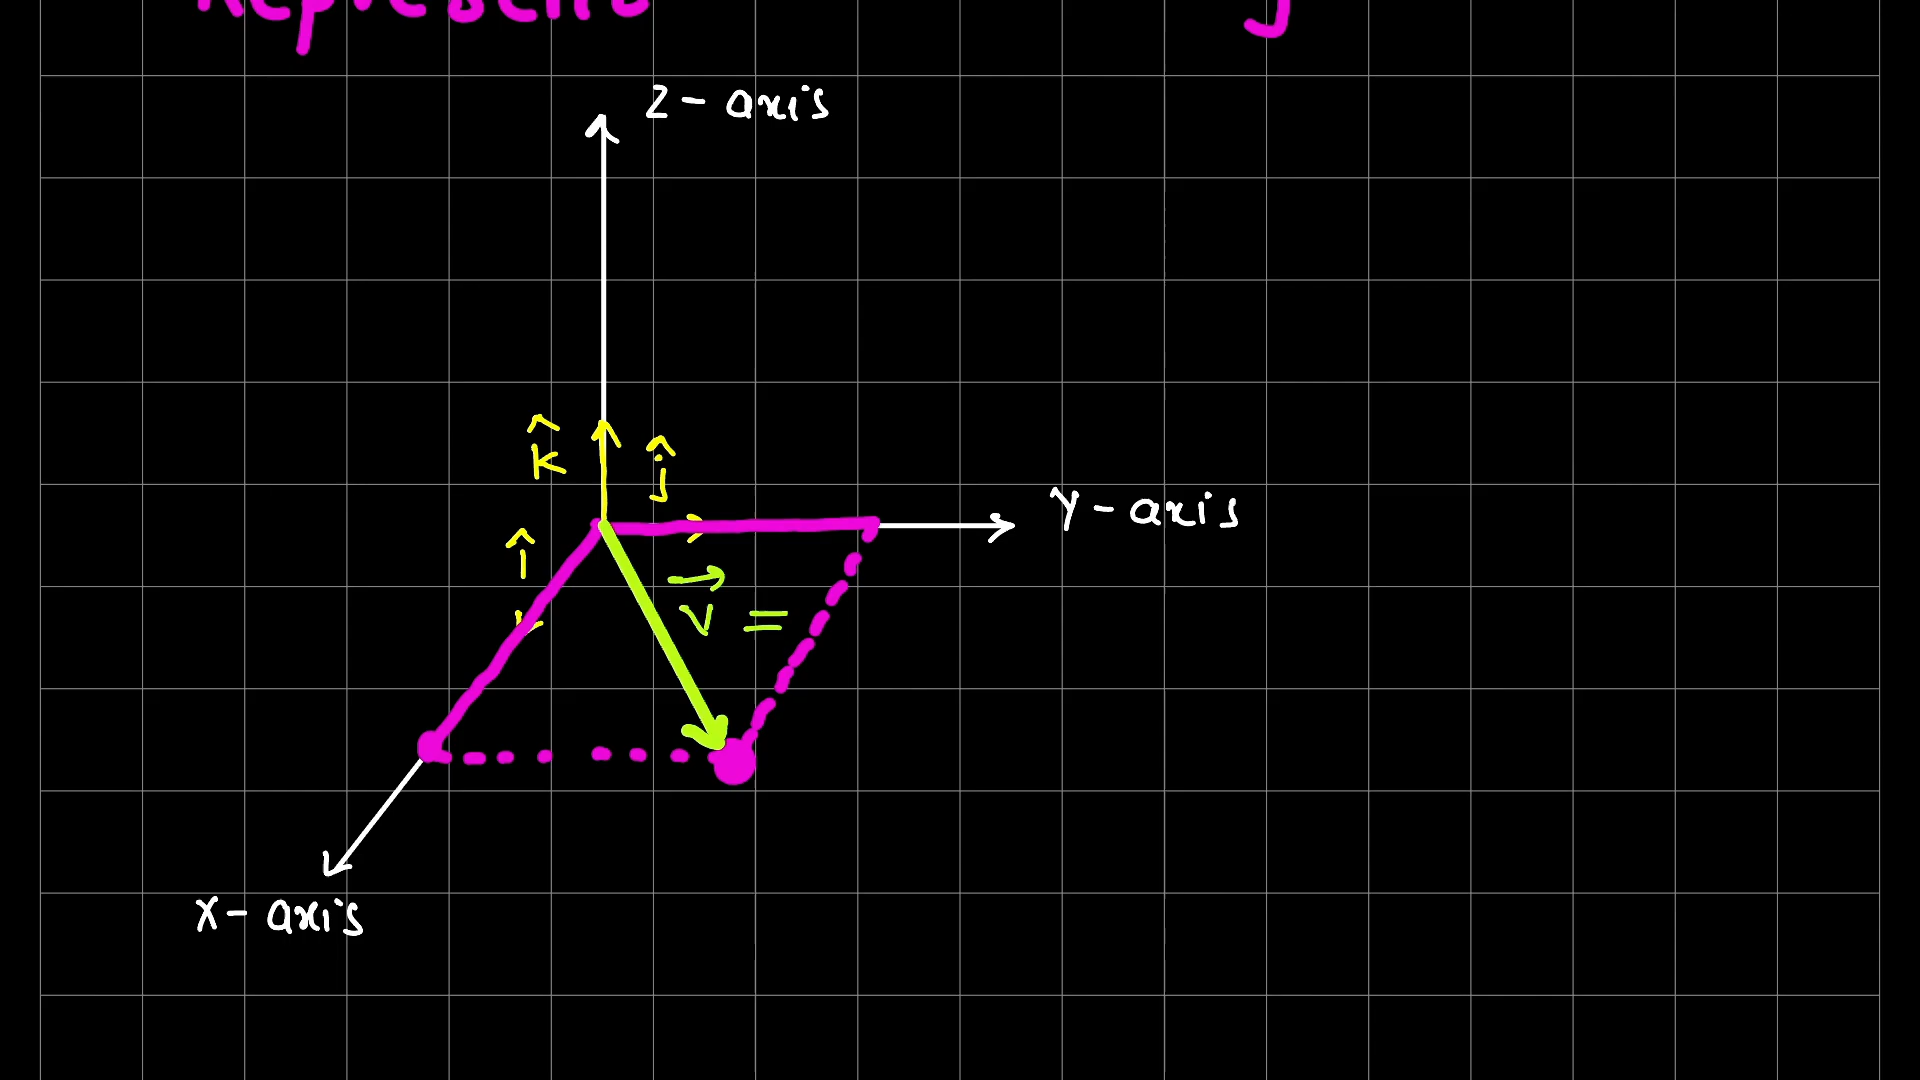 z - axis
k̂ ĵ
y - axis
î
v⃗ =
x - axis